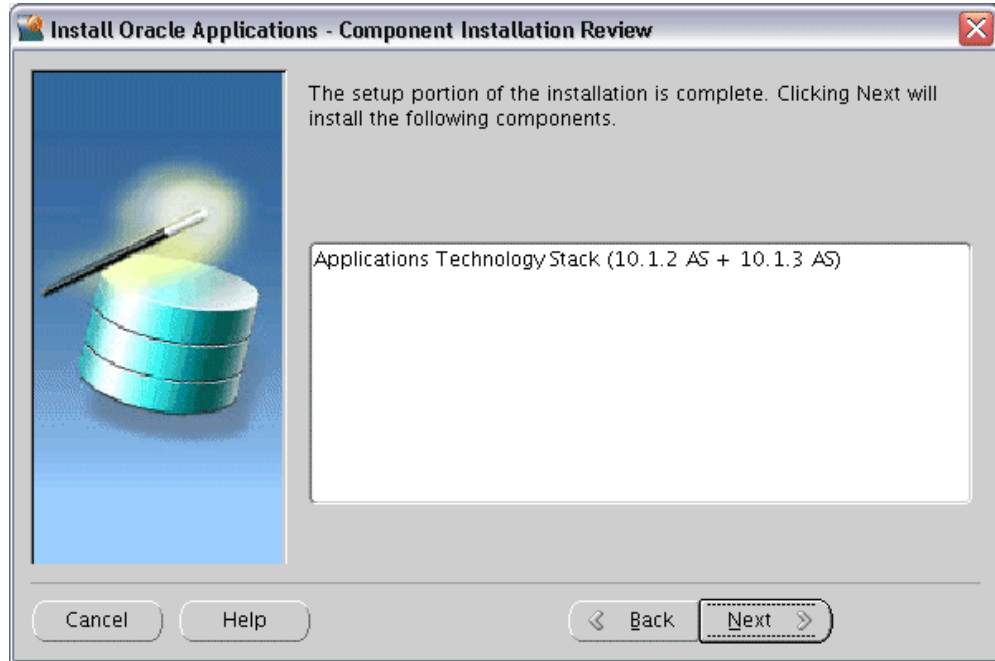 Install Oracle Applications - Component Installation Review
The setup portion of the installation is complete. Clicking Next will
install the following components.
Applications Technology Stack (10.1.2 AS + 10.1.3 AS)
Cancel
Help
Back
Next